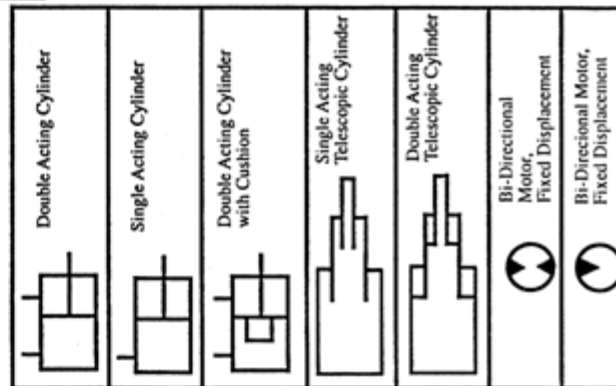 Double Acting Cylinder
Single Acting Cylinder
Double Acting Cylinder
with Cushion
Single Acting
Telescopic Cylinder
Double Acting
Telescopic Cylinder
Bi-Directional
Motor,
Fixed Displacement
Bi-Direcional Motor,
Fixed Displacement